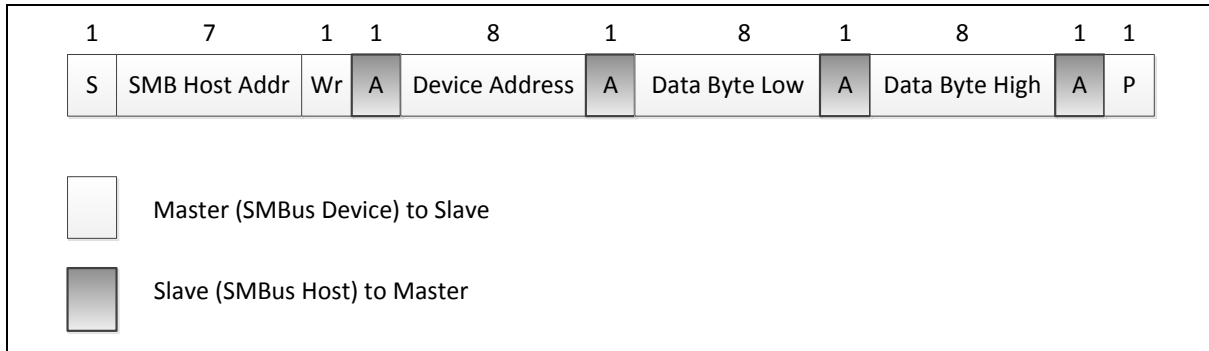 1 7 1 1 8 1 8 1 8 1 1
S SMB Host Addr Wr A Device Address A Data Byte Low A Data Byte High A P
Master (SMBus Device) to Slave
Slave (SMBus Host) to Master